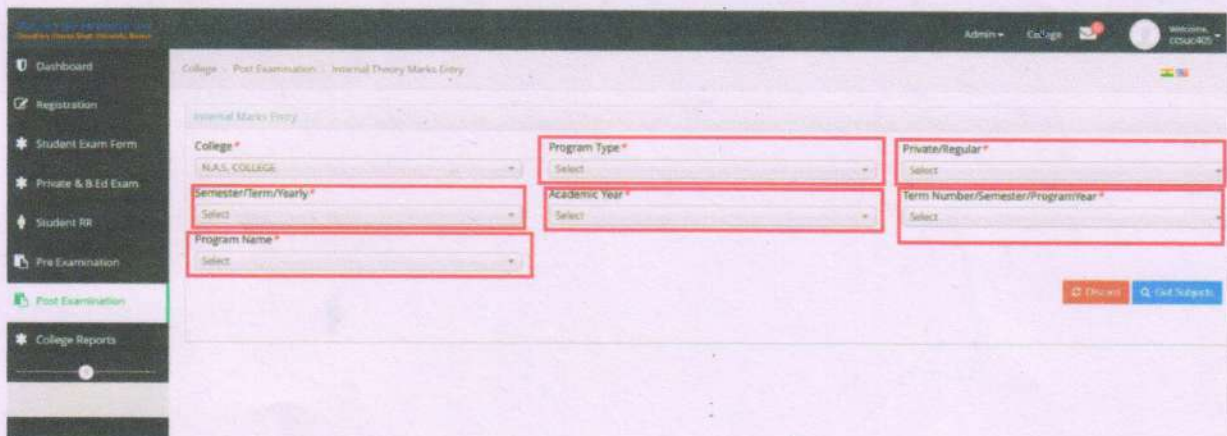 Admin
College
Welcome,
ccsuc405
Dashboard
Registration
Student Exam Form
Private & B.Ed Exam
Student RR
Pre Examination
Post Examination
College Reports
College
Post Examination
Internal Theory Marks Entry
Internal Marks Entry
College *
N.A.S. COLLEGE
Program Type *
Select
Private/Regular *
Select
Semester/Term/Yearly *
Select
Academic Year *
Select
Term Number/Semester/ProgramYear *
Select
Program Name *
Select
Discard
Get Subjects